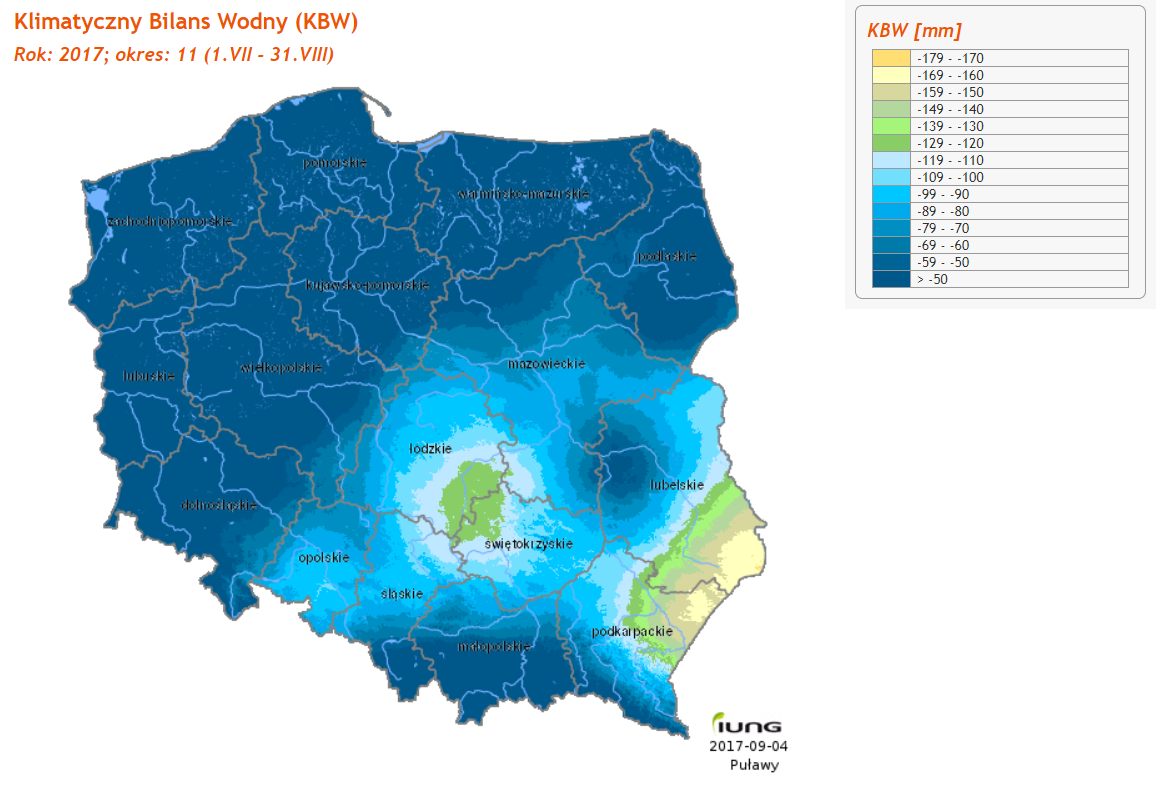 Klimatyczny Bilans Wodny (KBW)
Rok: 2017; okres: 11 (1.VII - 31.VIII)
KBW [mm]
-179 - -170
-169 - -160
-159 - -150
-149 - -140
-139 - -130
-129 - -120
-119 - -110
-109 - -100
-99 - -90
-89 - -80
-79 - -70
-69 - -60
-59 - -50
> -50
pomorskie
warmińsko-mazurskie
zachodniopomorskie
podlaskie
kujawsko-pomorskie
mazowieckie
wielkopolskie
lubuskie
łódzkie
lubelskie
dolnośląskie
świętokrzyskie
opolskie
śląskie
podkarpackie
małopolskie
IUNG
2017-09-04
Puławy